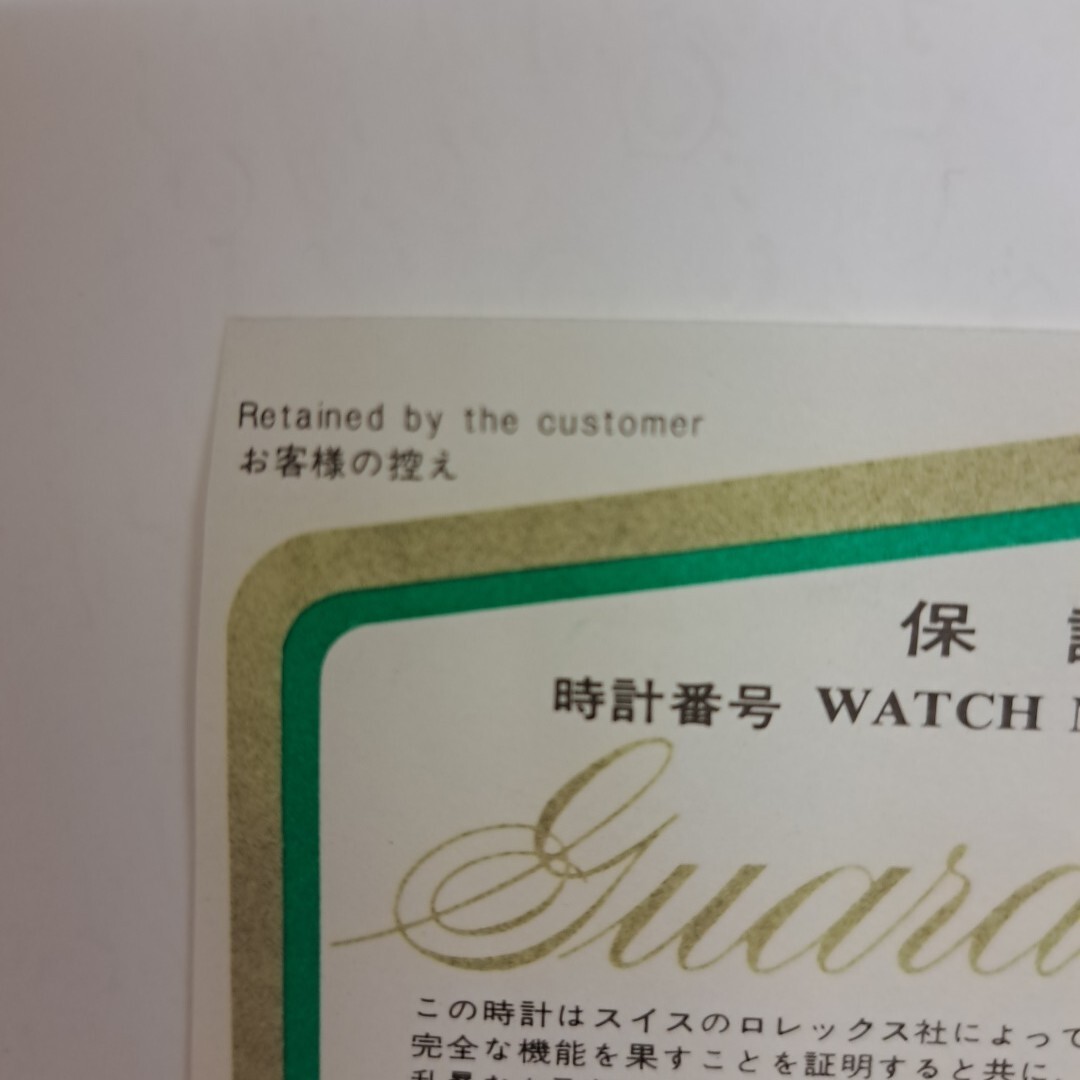 Retained by the customer
お客様の控え
保
時計番号 WATCH
Guara
この時計はスイスのロレックス社によって
完全な機能を果すことを証明すると共に、